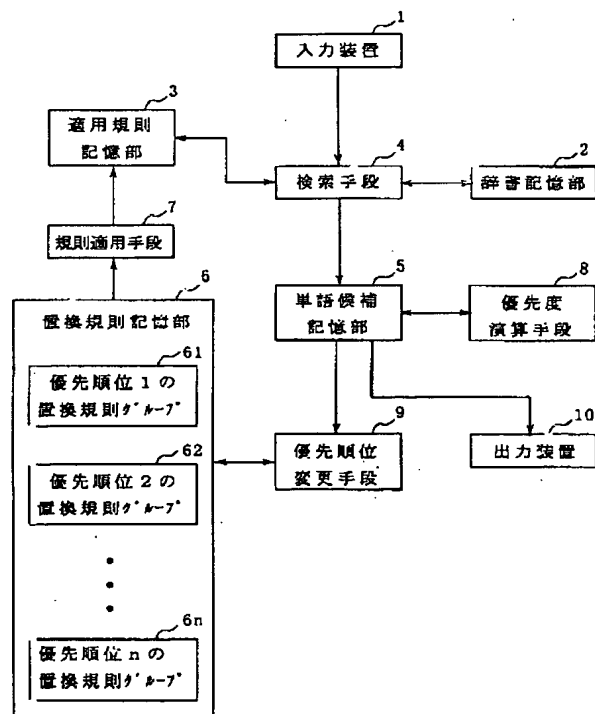 1
入力装置
3
適用規則
記憶部
4
検索手段
2
辞書記憶部
7
規則適用手段
6
置換規則記憶部
5
単語候補
記憶部
8
優先度
演算手段
61
優先順位1の
置換規則グループ
62
優先順位2の
置換規則グループ
9
優先順位
変更手段
10
出力装置
6n
優先順位nの
置換規則グループ